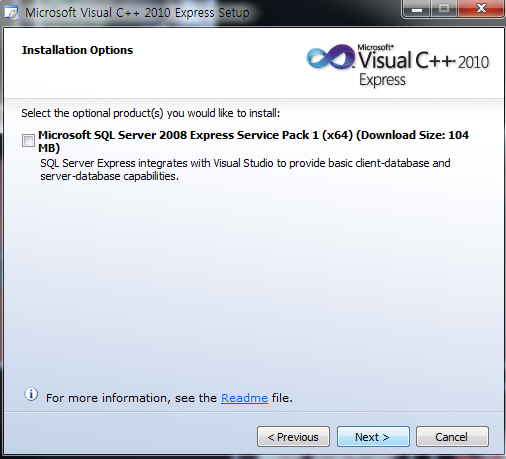 Microsoft Visual C++ 2010 Express Setup
Installation Options
Microsoft®
Visual C++ 2010
Express
Select the optional product(s) you would like to install:
Microsoft SQL Server 2008 Express Service Pack 1 (x64) (Download Size: 104
MB)
SQL Server Express integrates with Visual Studio to provide basic client-database and
server-database capabilities.
For more information, see the Readme file.
< Previous
Next >
Cancel